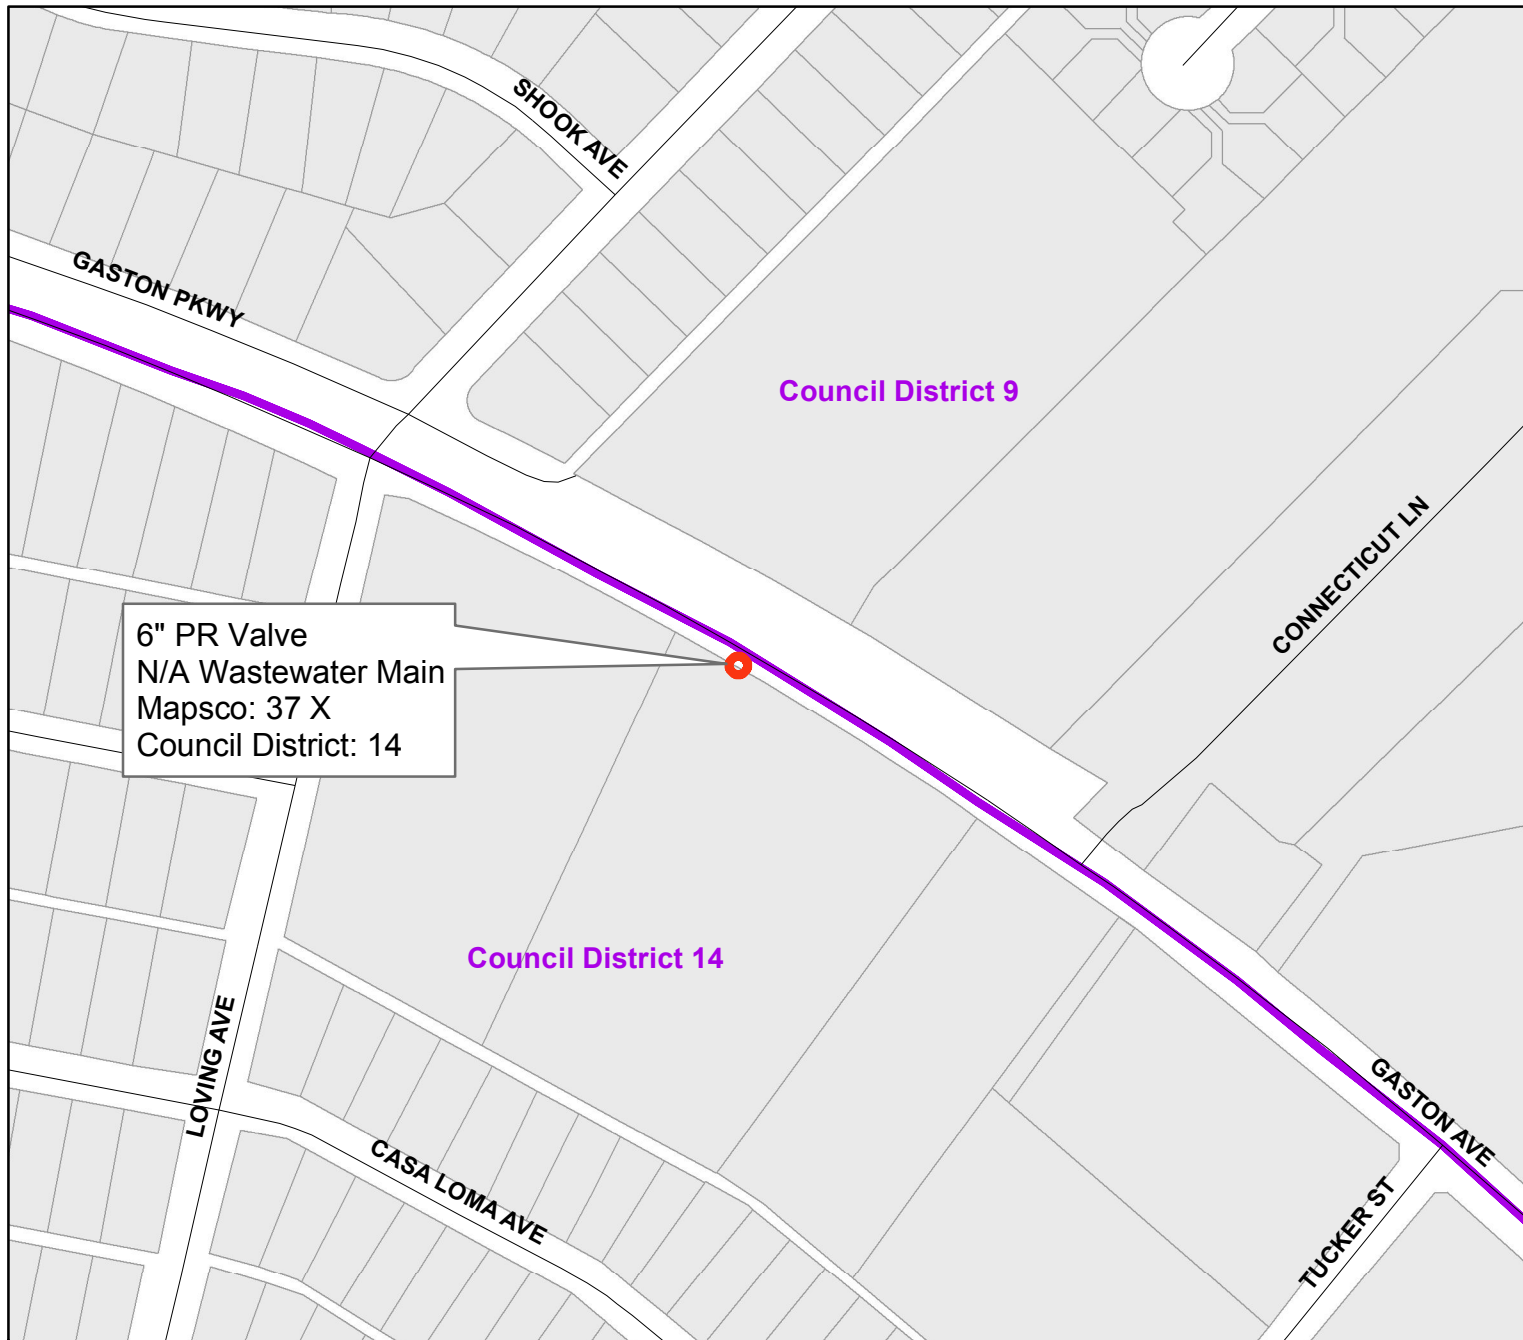 SHOOK AVE
GASTON PKWY
Council District 9
CONNECTICUT LN
6" PR Valve
N/A Wastewater Main
Mapsco: 37 X
Council District: 14
Council District 14
LOVING AVE
GASTON AVE
CASA LOMA AVE
TUCKER ST